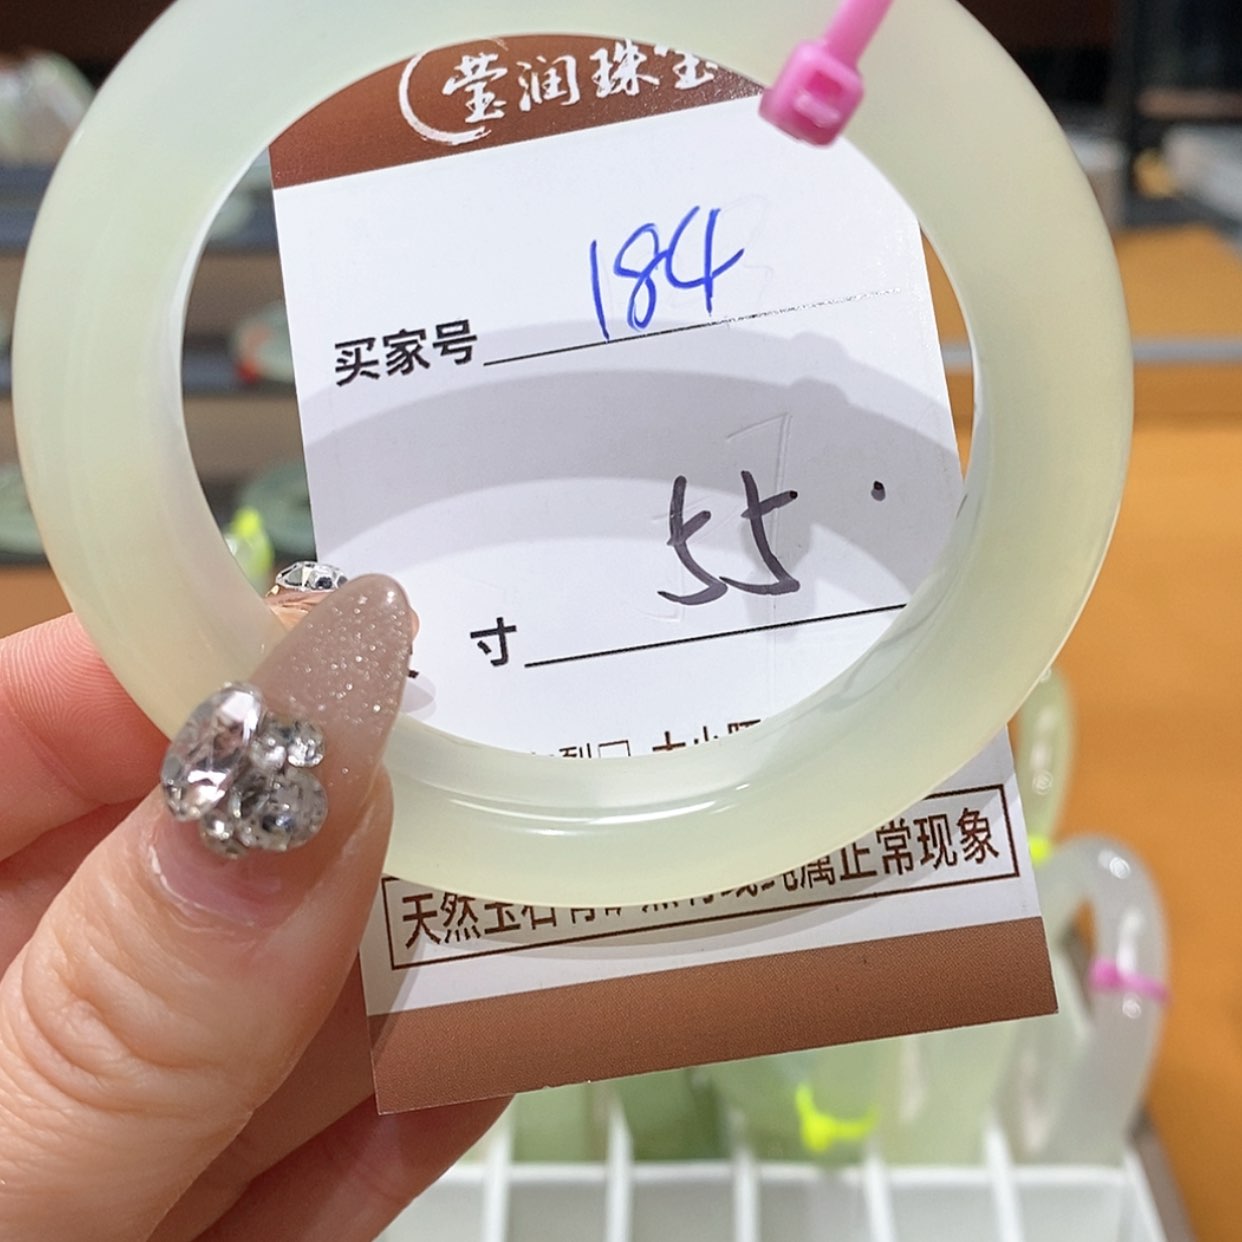 莹润珠宝
184
买家号
55.
寸
天然玉石有 属正常现象